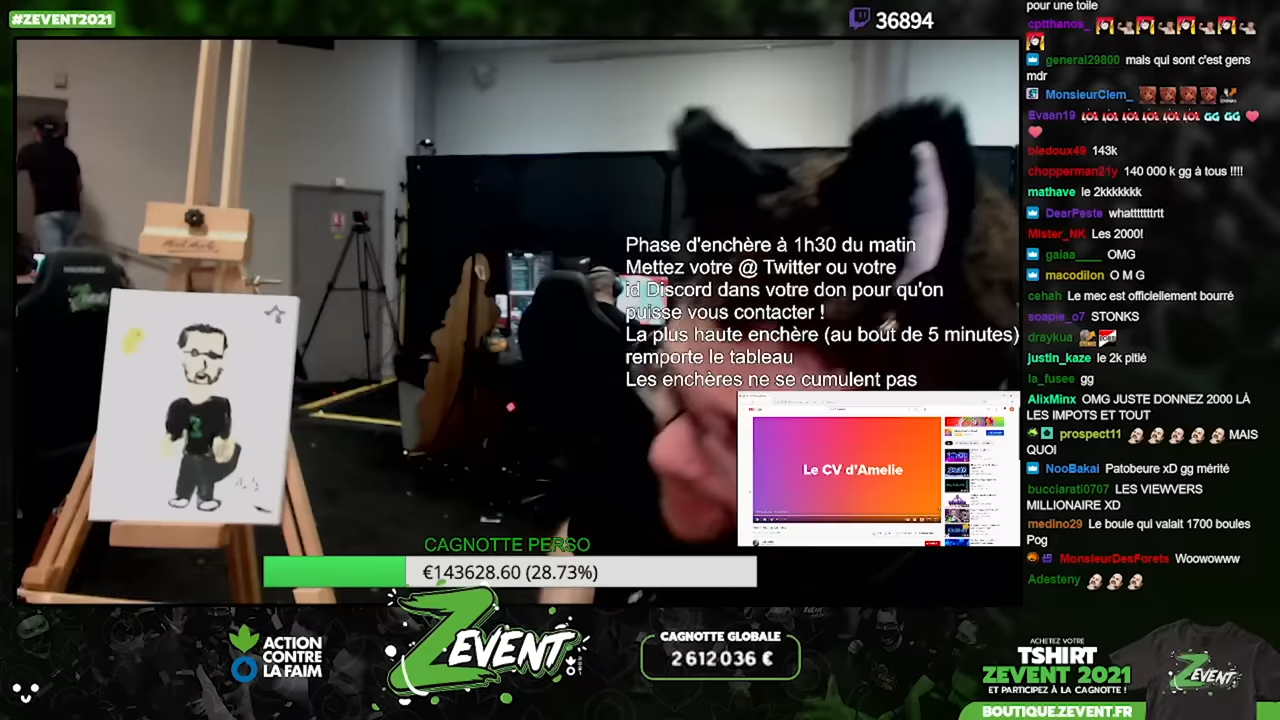 #ZEVENT2021
36894
Phase d'enchère à 1h30 du matin
Mettez votre @ Twitter ou votre
id Discord dans votre don pour qu'on
puisse vous contacter !
La plus haute enchère (au bout de 5 minutes)
remporte le tableau
Les enchères ne se cumulent pas
Le CV d'Amelie
CAGNOTTE PERSO
€143628.60 (28.73%)
ACTION
CONTRE
LA FAIM
ZEVENT
CAGNOTTE GLOBALE
2 612 036 €
pour une toile
cptthanos_
general29800 mais qui sont c'est gens
mdr
MonsieurClem_
Evaan19 LOL LOL LOL LOL LOL LOL GG GG
bledoux49 143k
chopperman21y 140 000 k gg à tous !!!!
mathave le 2kkkkkkk
DearPeste whatttttttrtt
Mister_NK Les 2000!
gaiaa____ OMG
macodilon O M G
cehah Le mec est officiellement bourré
soapie_o7 STONKS
draykua
justin_kaze le 2k pitié
la_fusee gg
AlixMinx OMG JUSTE DONNEZ 2000 LÀ
LES IMPOTS ET TOUT
prospect11 MAIS
QUOI
NooBakai Patobeure xD gg mérité
bucciarati0707 LES VIEWVERS
MILLIONAIRE XD
medino29 Le boule qui valait 1700 boules
Pog
MonsieurDesForets Woowowww
Adesteny
ACHETEZ VOTRE
TSHIRT
ZEVENT 2021
ET PARTICIPEZ À LA CAGNOTTE !
ZEVENT
BOUTIQUE.ZEVENT.FR